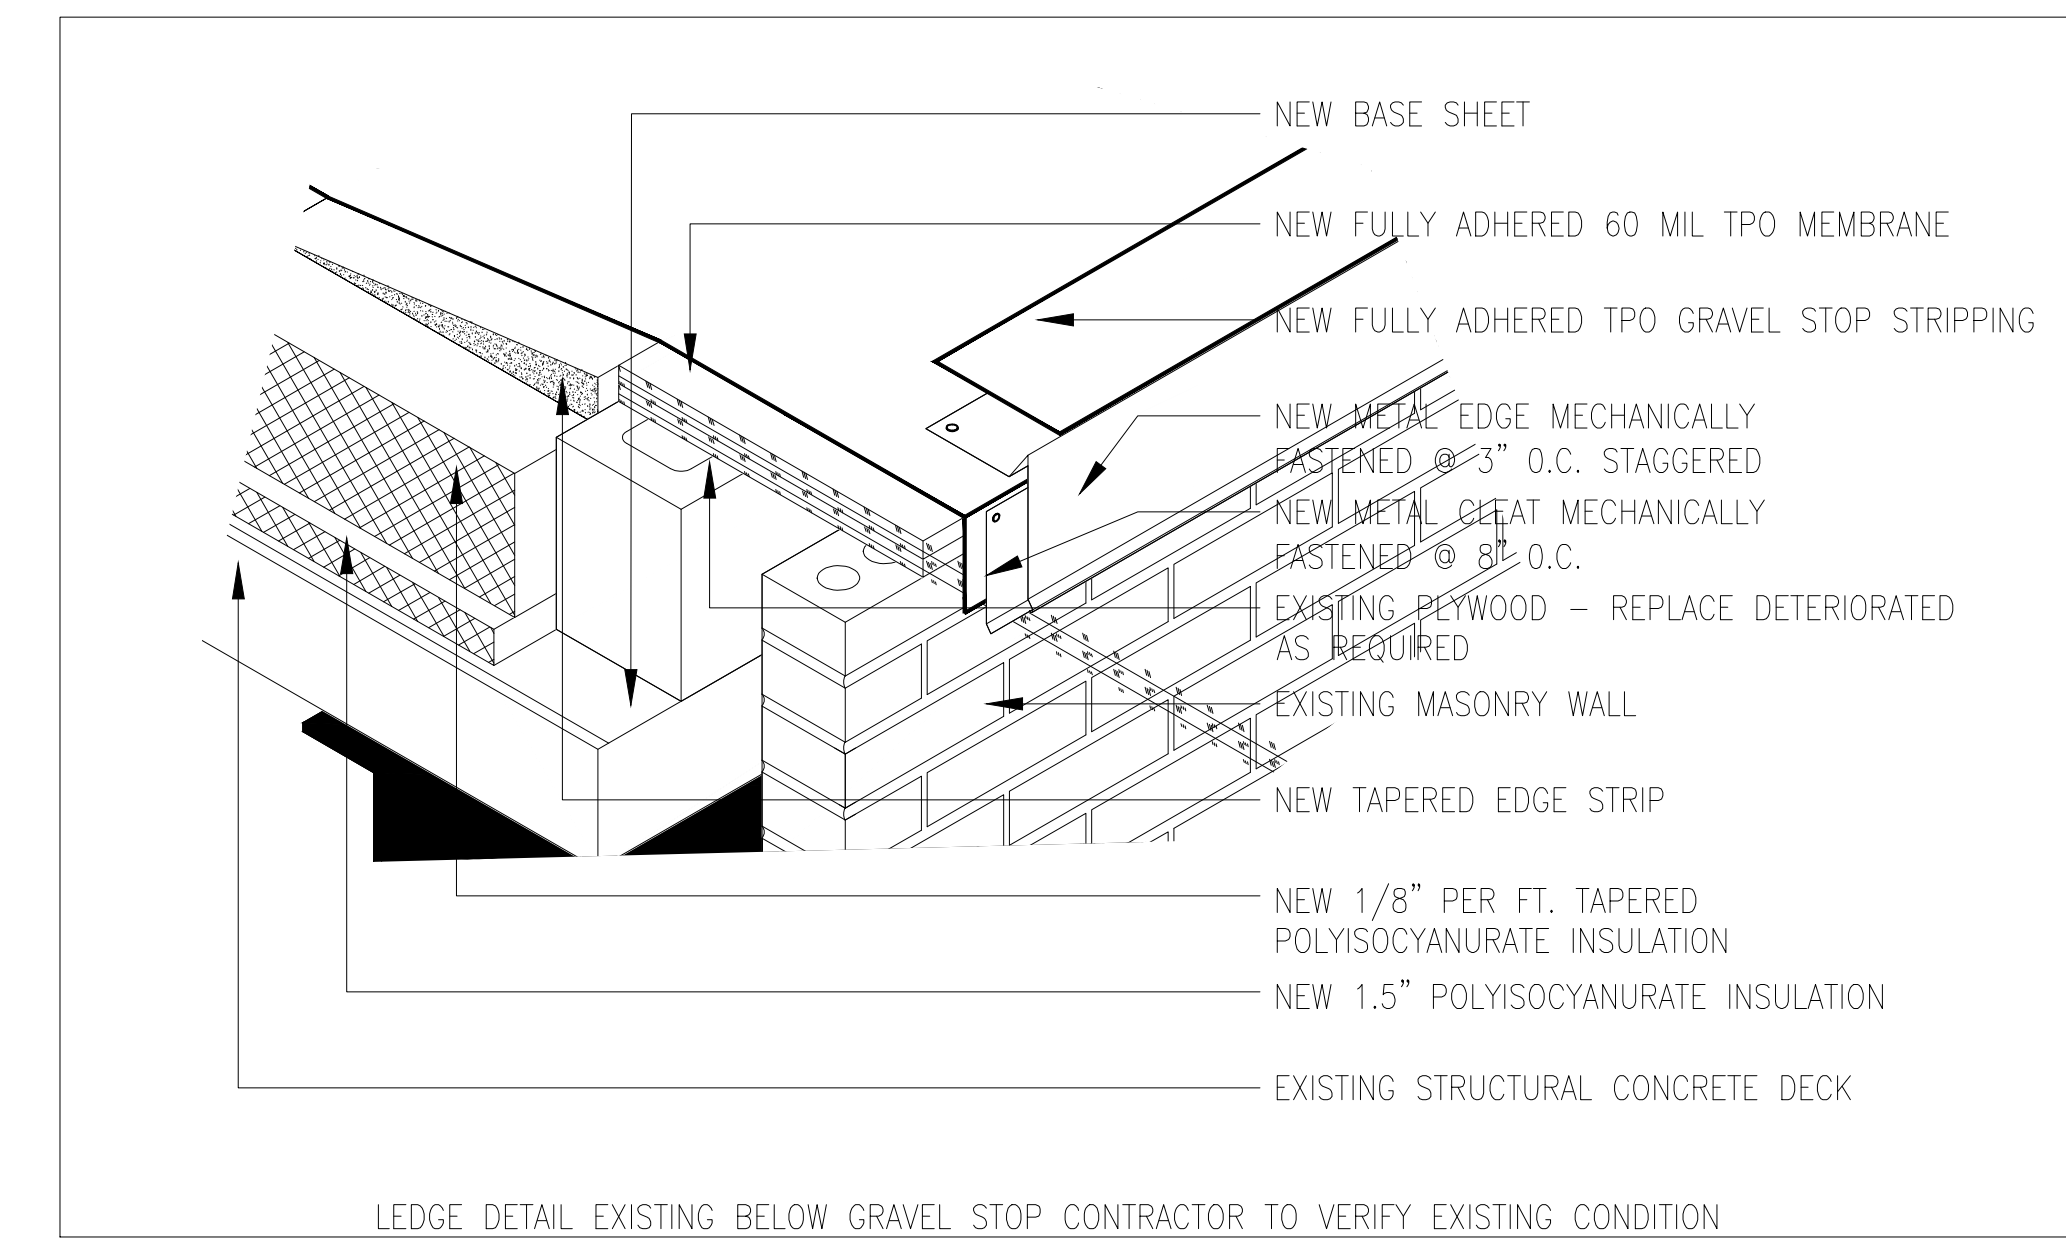 NEW BASE SHEET
NEW FULLY ADHERED 60 MIL TPO MEMBRANE
NEW FULLY ADHERED TPO GRAVEL STOP STRIPPING
NEW METAL EDGE MECHANICALLY
FASTENED @ 3" O.C. STAGGERED
NEW METAL CLEAT MECHANICALLY
FASTENED @ 8" O.C.
EXISTING PLYWOOD – REPLACE DETERIORATED
AS REQUIRED
EXISTING MASONRY WALL
NEW TAPERED EDGE STRIP
NEW 1/8" PER FT. TAPERED
POLYISOCYANURATE INSULATION
NEW 1.5" POLYISOCYANURATE INSULATION
EXISTING STRUCTURAL CONCRETE DECK
LEDGE DETAIL EXISTING BELOW GRAVEL STOP CONTRACTOR TO VERIFY EXISTING CONDITION